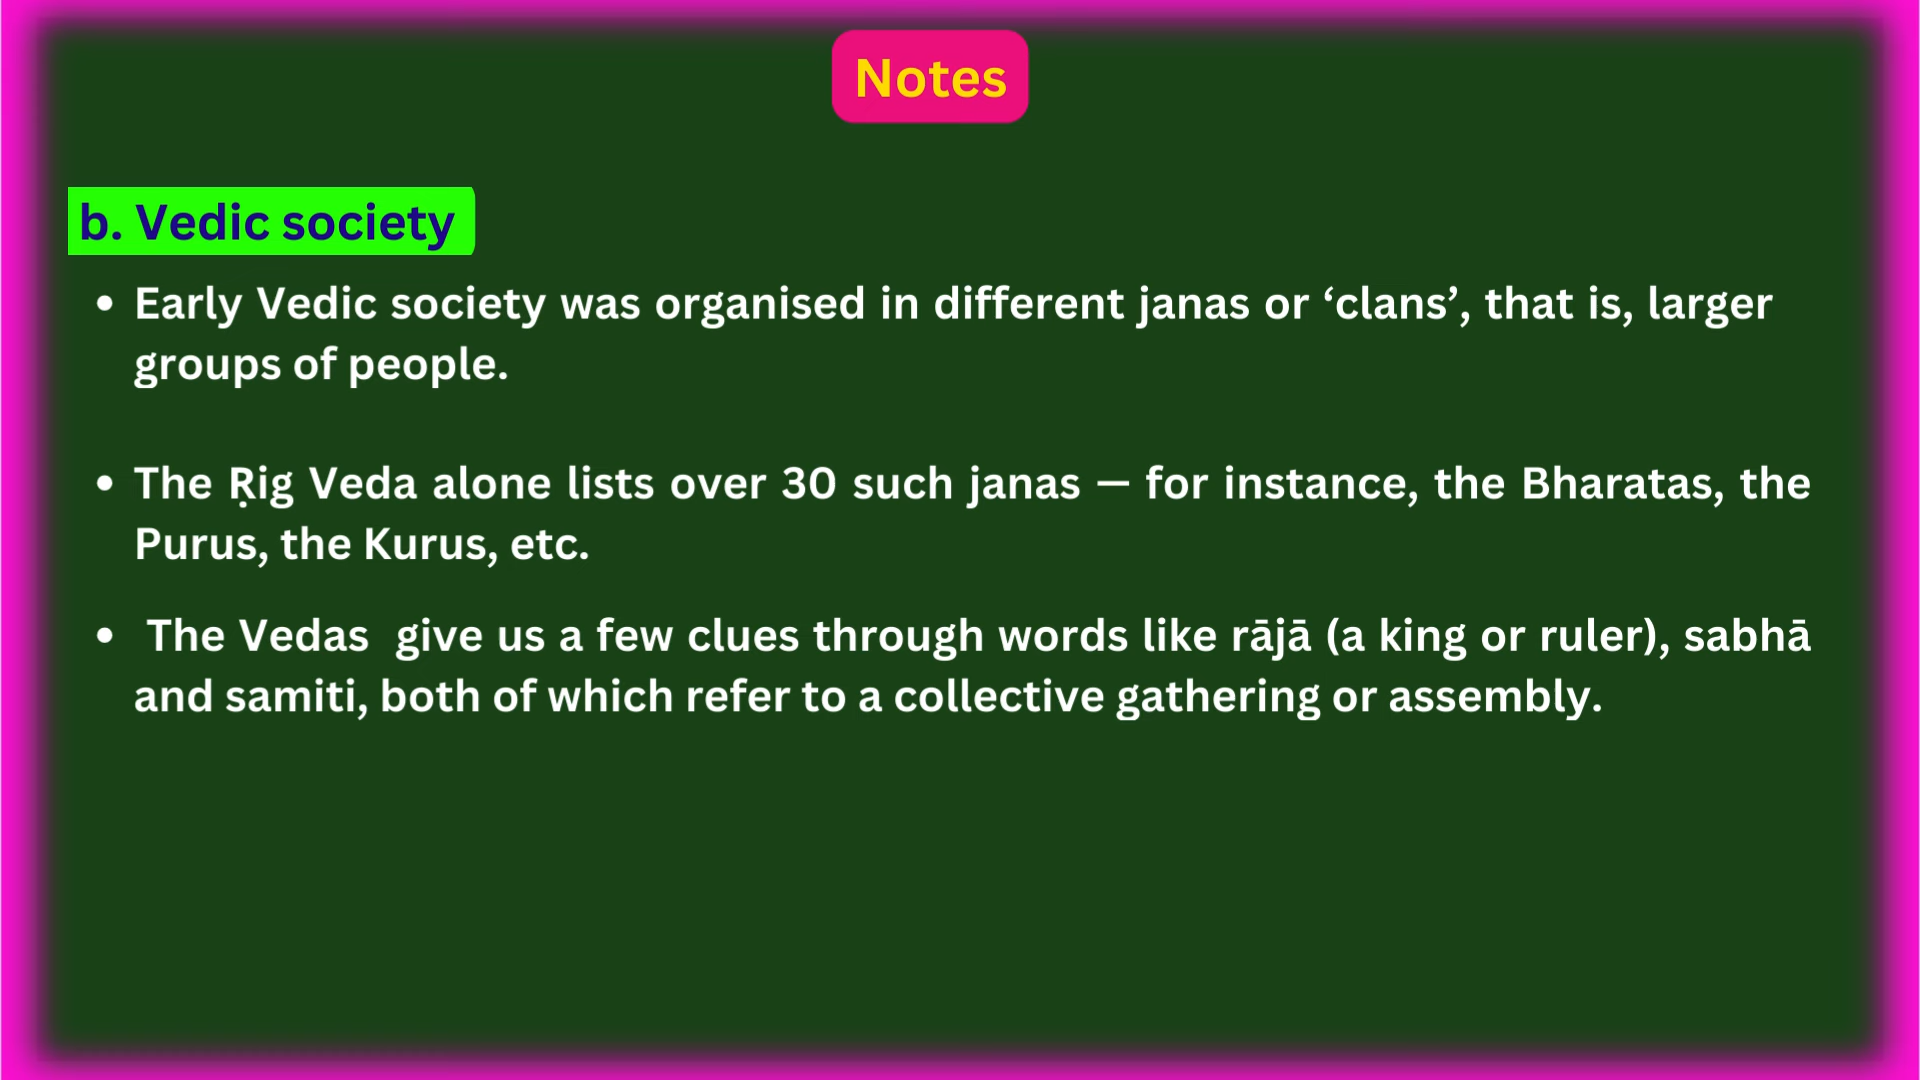 Notes
b. Vedic society
• Early Vedic society was organised in different janas or ‘clans’, that is, larger
groups of people.
• The Ṛig Veda alone lists over 30 such janas — for instance, the Bharatas, the
Purus, the Kurus, etc.
• The Vedas give us a few clues through words like rājā (a king or ruler), sabhā
and samiti, both of which refer to a collective gathering or assembly.